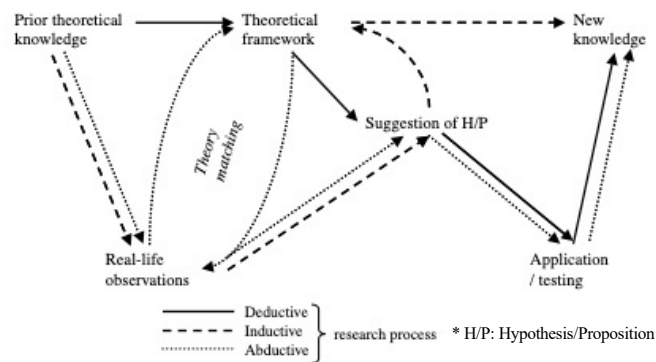 Prior theoretical
knowledge
Theoretical
framework
New
knowledge
Suggestion of H/P
Theory
matching
Real-life
observations
Application
/ testing
Deductive
Inductive
Abductive
research process
* H/P: Hypothesis/Proposition